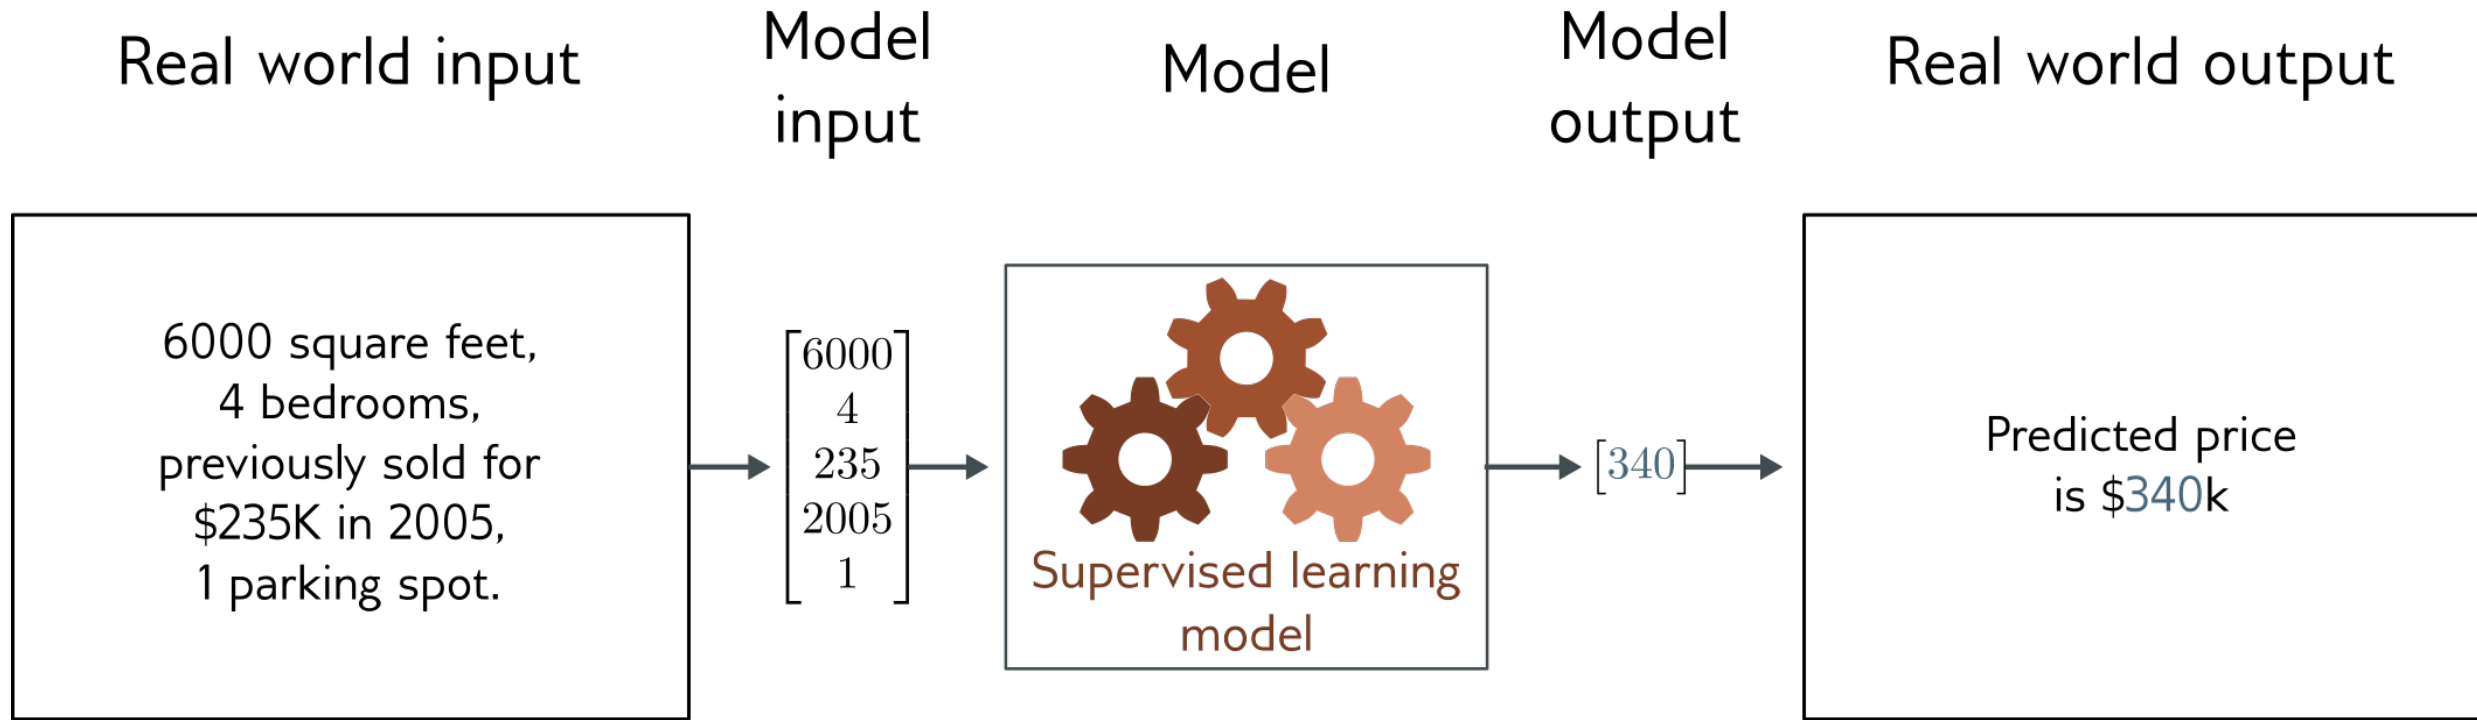 Real world input
Model
input
Model
Model
output
Real world output
6000 square feet,
4 bedrooms,
previously sold for
$235K in 2005,
1 parking spot.
6000
4
235
2005
1
Supervised learning
model
[340]
Predicted price
is $340k